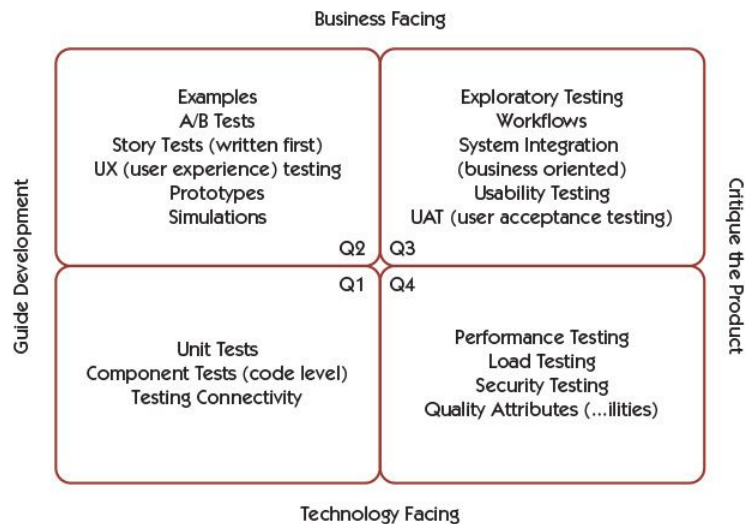 Business Facing
Guide Development
Examples
A/B Tests
Story Tests (written first)
UX (user experience) testing
Prototypes
Simulations
Q2
Exploratory Testing
Workflows
System Integration
(business oriented)
Usability Testing
UAT (user acceptance testing)
Q3
Critique the Product
Q1
Unit Tests
Component Tests (code level)
Testing Connectivity
Q4
Performance Testing
Load Testing
Security Testing
Quality Attributes (...ilities)
Technology Facing